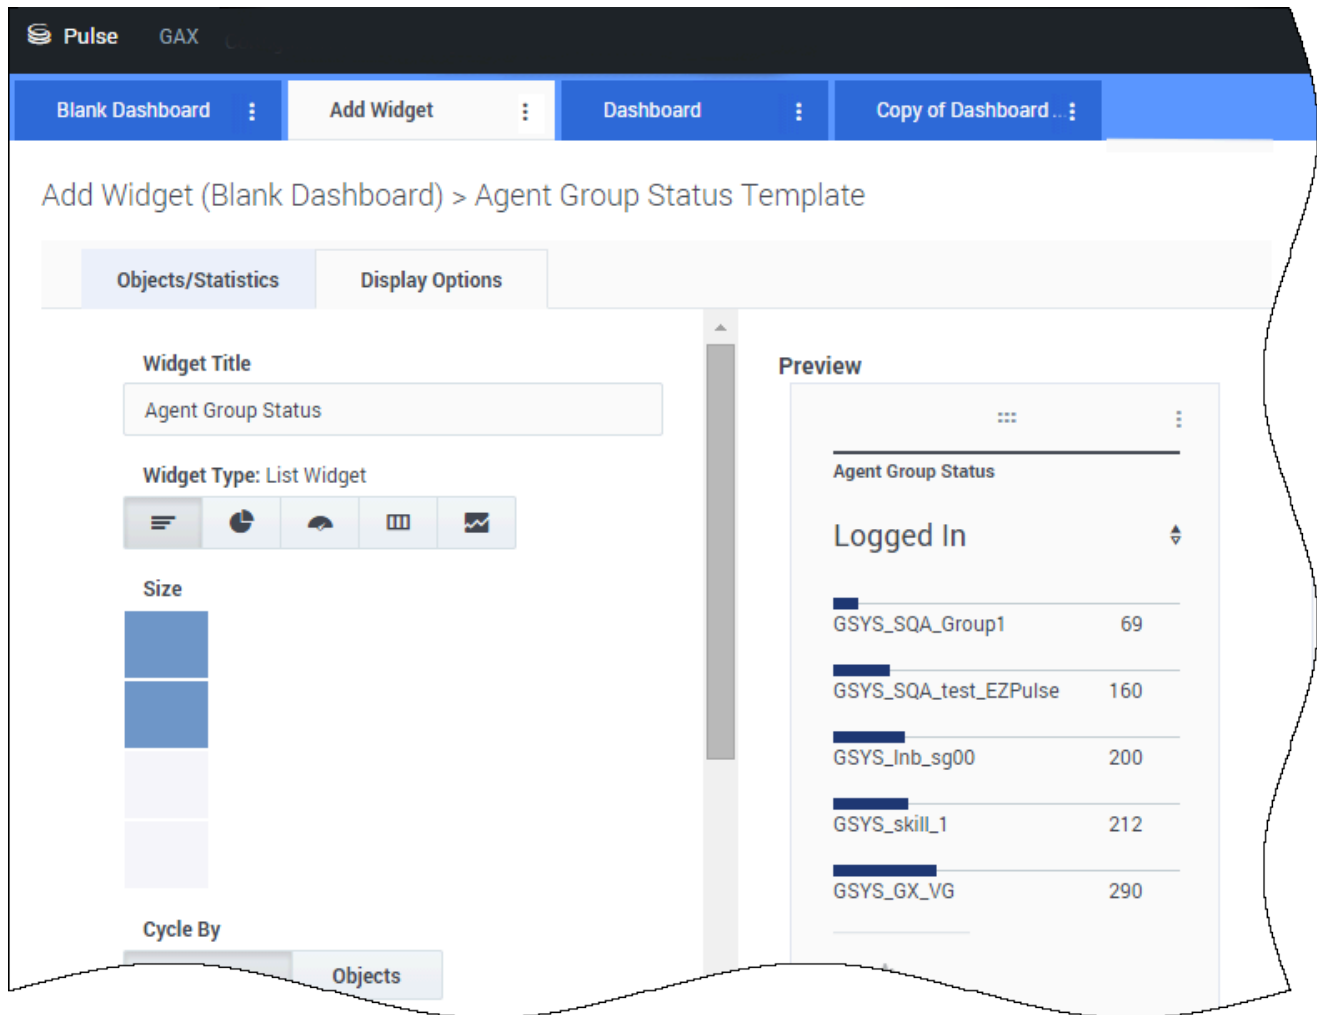 Pulse GAX
Blank Dashboard Add Widget Dashboard Copy of Dashboard ...
Add Widget (Blank Dashboard) > Agent Group Status Template
Objects/Statistics Display Options
Widget Title
Agent Group Status
Widget Type: List Widget
Size
Cycle By
Objects
Preview
Agent Group Status
Logged In
GSYS_SQA_Group1 69
GSYS_SQA_test_EZPulse 160
GSYS_lnb_sg00 200
GSYS_skill_1 212
GSYS_GX_VG 290